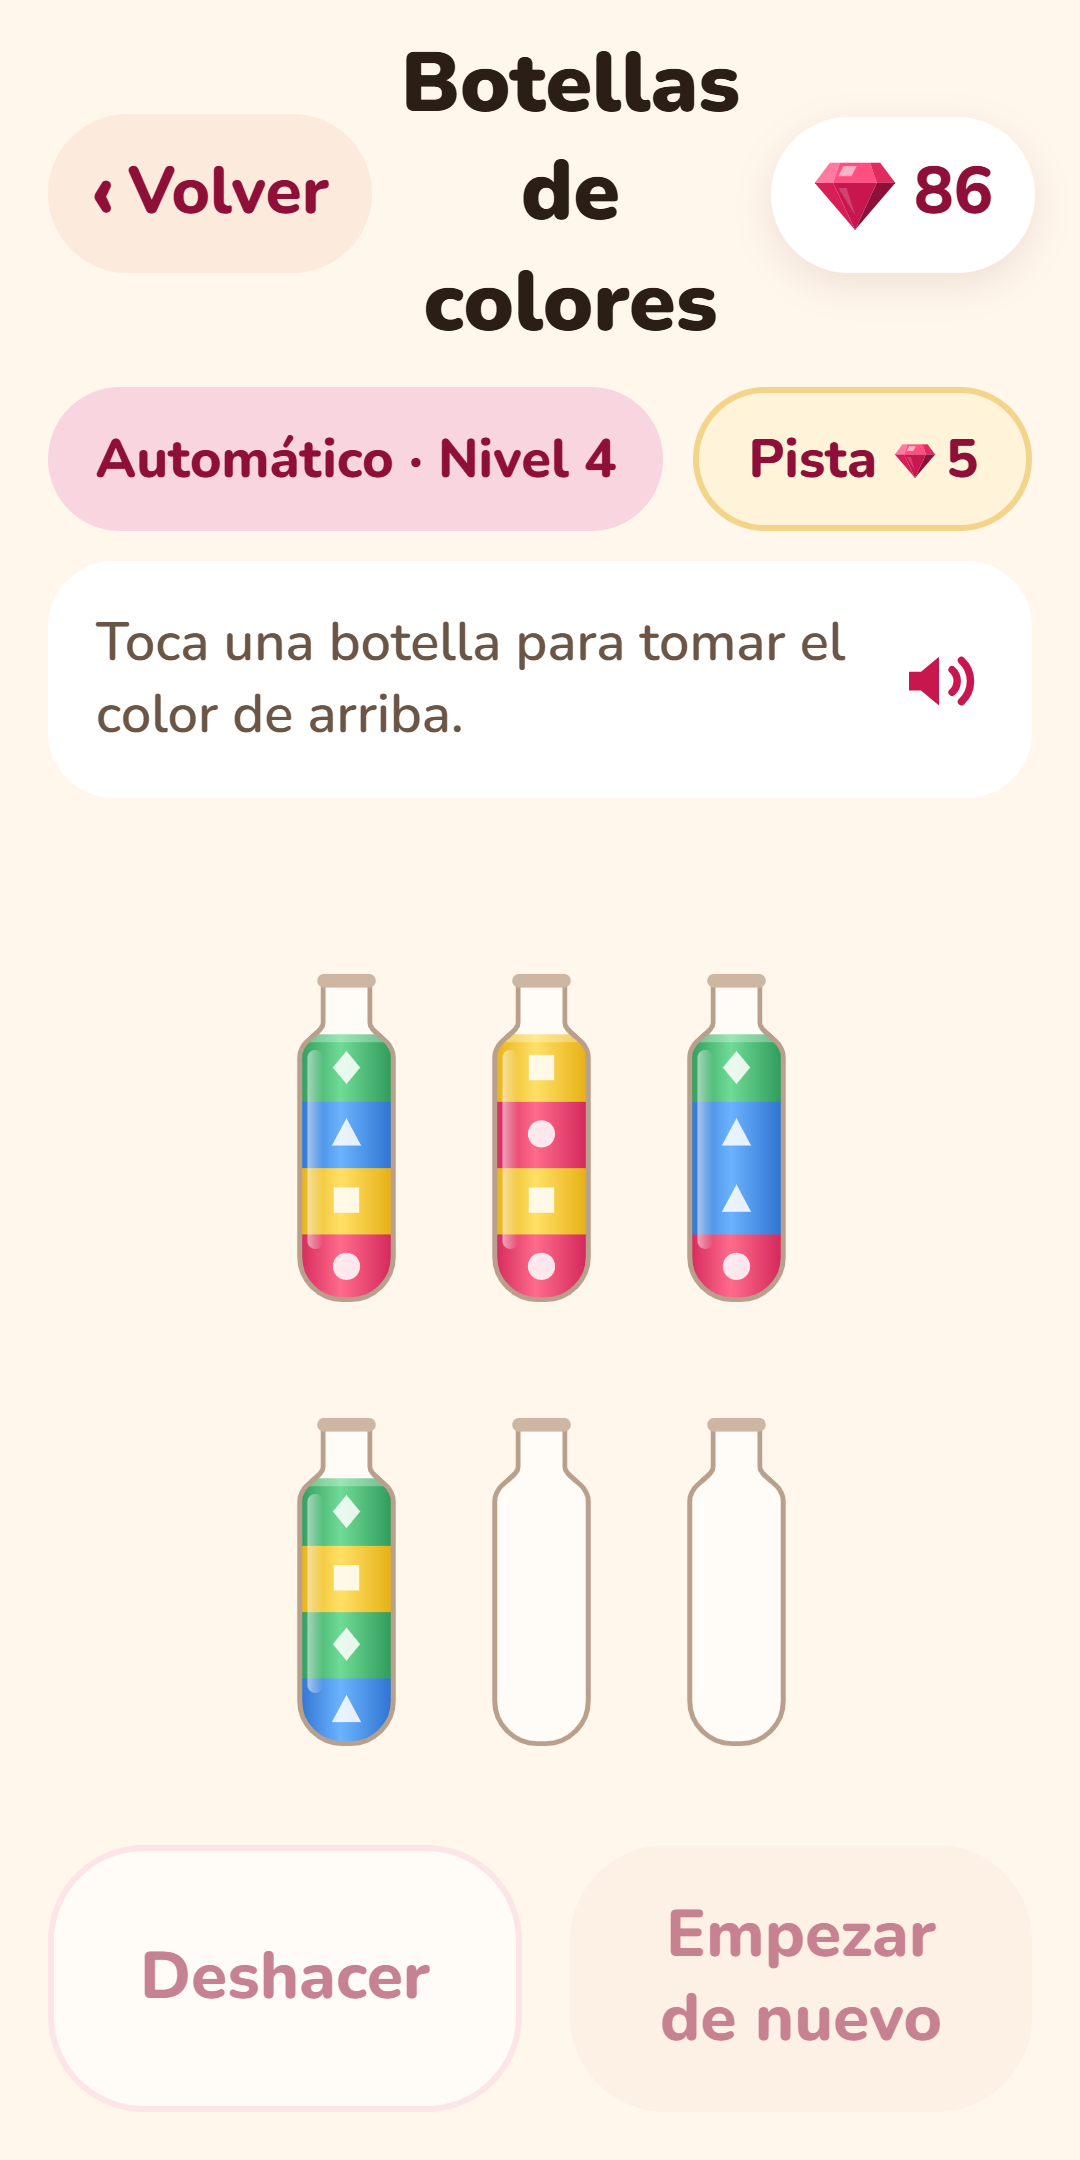 Botellas
de
colores
‹ Volver
86
Automático · Nivel 4
Pista 5
Toca una botella para tomar el
color de arriba.
Deshacer
Empezar
de nuevo